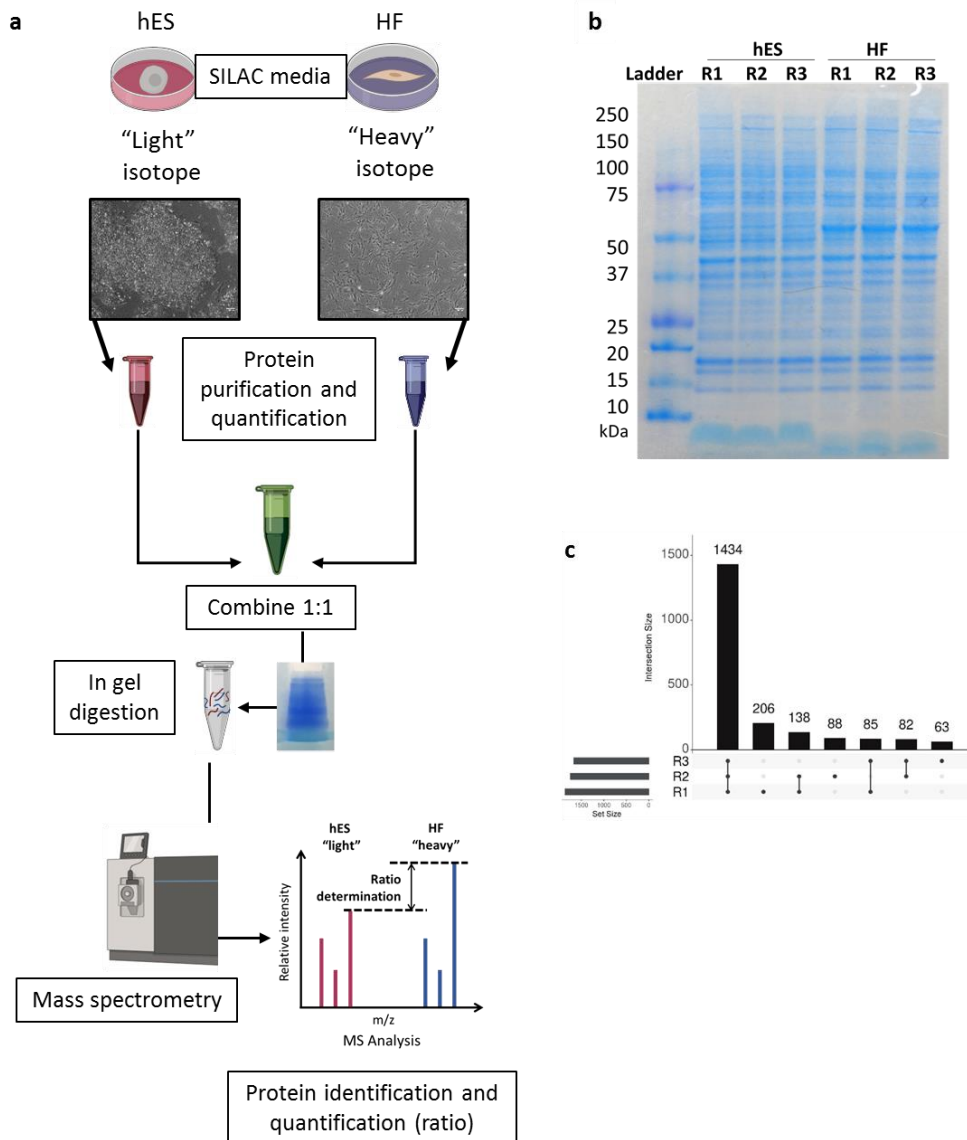 a
hES
HF
SILAC media
“Light”
isotope
“Heavy”
isotope
Protein
purification and
quantification
Combine 1:1
In gel
digestion
Mass spectrometry
hES
“light”
HF
“heavy”
Ratio
determination
Relative intensity
m/z
MS Analysis
Protein identification and
quantification (ratio)
b
hES
HF
Ladder R1 R2 R3 R1 R2 R3
250
150
100
75
50
37
25
20
15
10
kDa
c
Intersection Size
1500
1000
500
0
1434 206 138 88 85 82 63
R3
R2
R1
1500 1000 500 0
Set Size